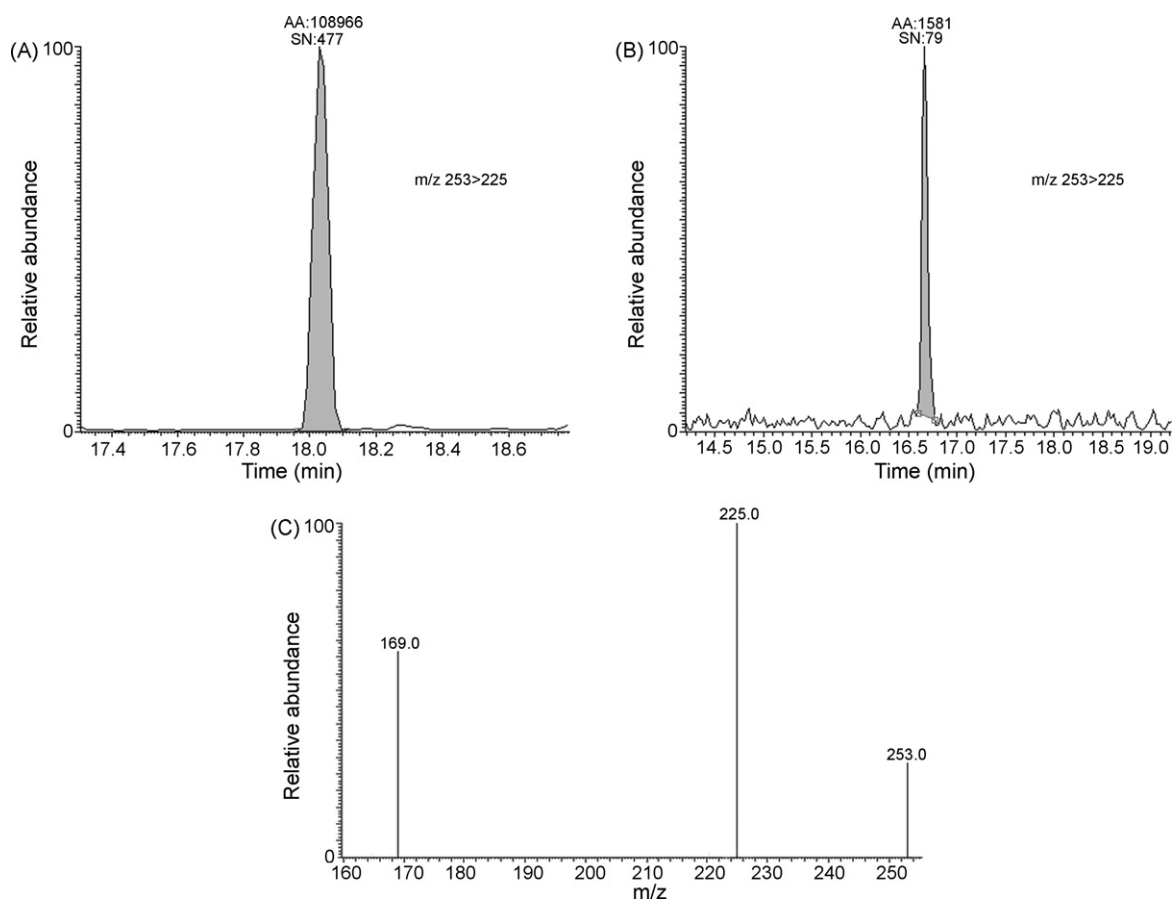 (A)
AA:108966
SN:477
100
m/z 253>225
Relative abundance
0
17.4 17.6 17.8 18.0 18.2 18.4 18.6
Time (min)
(B)
AA:1581
SN:79
100
m/z 253>225
Relative abundance
0
14.5 15.0 15.5 16.0 16.5 17.0 17.5 18.0 18.5 19.0
Time (min)
(C)
100
225.0
169.0
253.0
Relative abundance
0
160 170 180 190 200 210 220 230 240 250
m/z